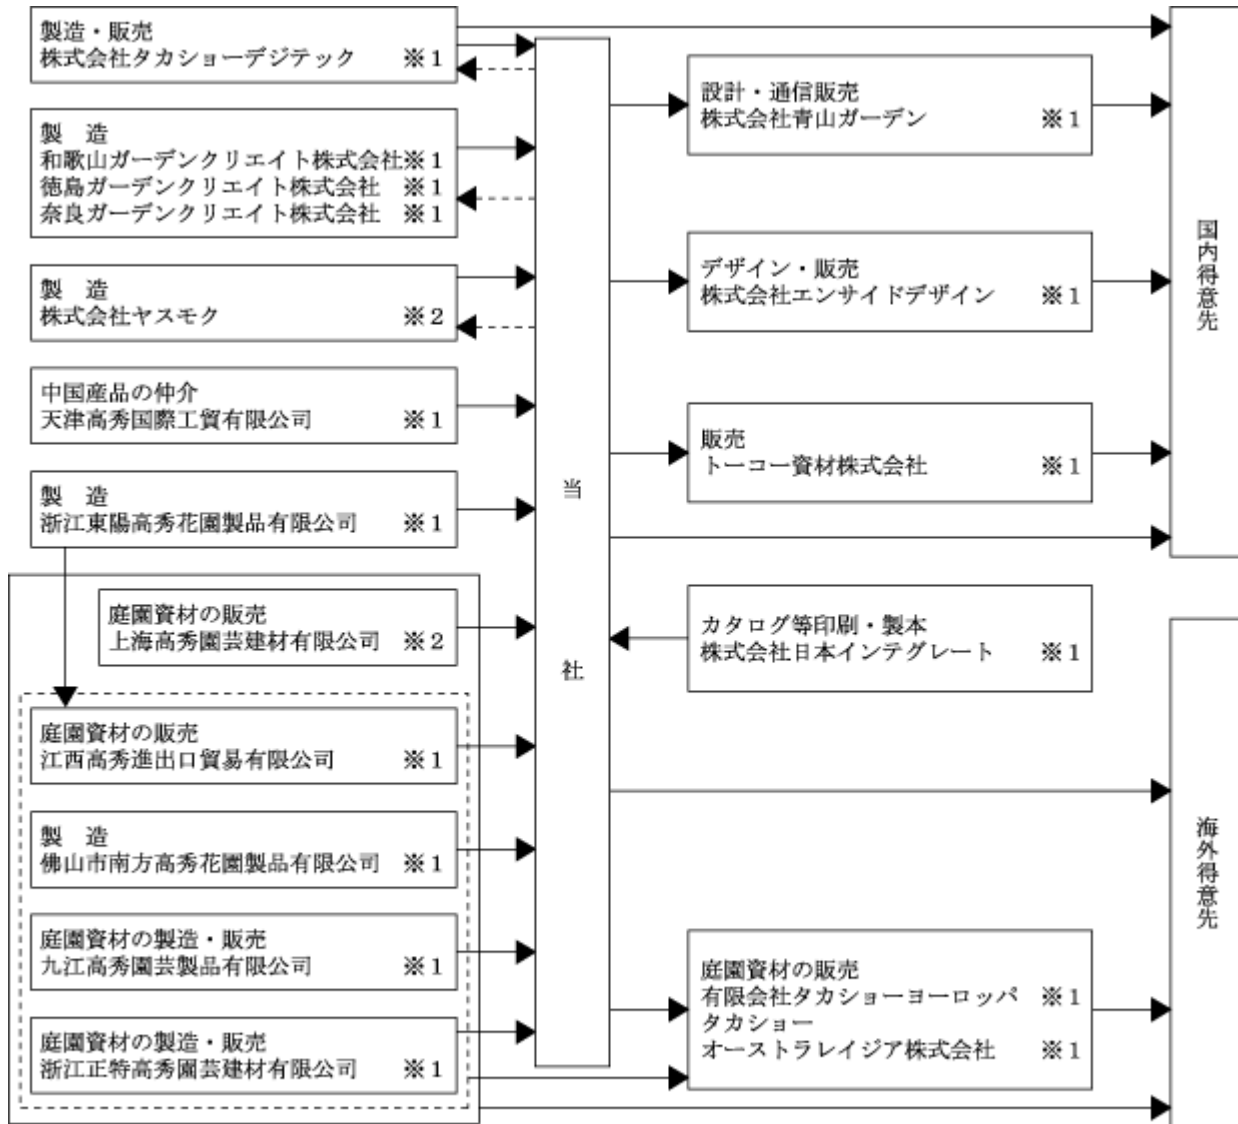 製造・販売
株式会社タカショーデジテック ※1
製 造
和歌山ガーデンクリエイト株式会社※1
徳島ガーデンクリエイト株式会社 ※1
奈良ガーデンクリエイト株式会社 ※1
製 造
株式会社ヤスモク ※2
中国産品の仲介
天津高秀国際工貿有限公司 ※1
製 造
浙江東陽高秀花園製品有限公司 ※1
庭園資材の販売
上海高秀園芸建材有限公司 ※2
庭園資材の販売
江西高秀進出口貿易有限公司 ※1
製 造
佛山市南方高秀花園製品有限公司 ※1
庭園資材の製造・販売
九江高秀園芸製品有限公司 ※1
庭園資材の製造・販売
浙江正特高秀園芸建材有限公司 ※1
当社
設計・通信販売
株式会社青山ガーデン ※1
デザイン・販売
株式会社エンサイドデザイン ※1
販売
トーコー資材株式会社 ※1
カタログ等印刷・製本
株式会社日本インテグレート ※1
庭園資材の販売
有限会社タカショーヨーロッパ ※1
タカショー
オーストラレイジア株式会社 ※1
国内得意先
海外得意先